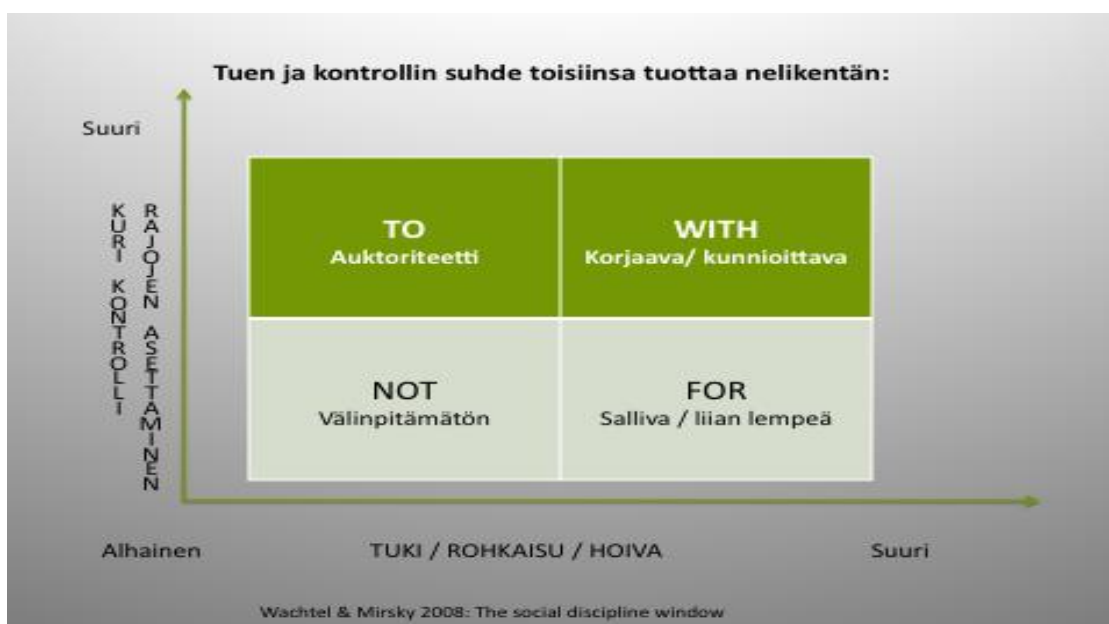 Tuen ja kontrollin suhde toisiinsa tuottaa nelikentän:
Suuri
KURI KONTROLLI
RAJOJEN ASETTAMINEN
TO
Auktoriteetti
WITH
Korjaava/ kunnioittava
NOT
Välinpitämätön
FOR
Salliva / liian lempeä
Alhainen
TUKI / ROHKAISU / HOIVA
Suuri
Wachtel & Mirsky 2008: The social discipline window